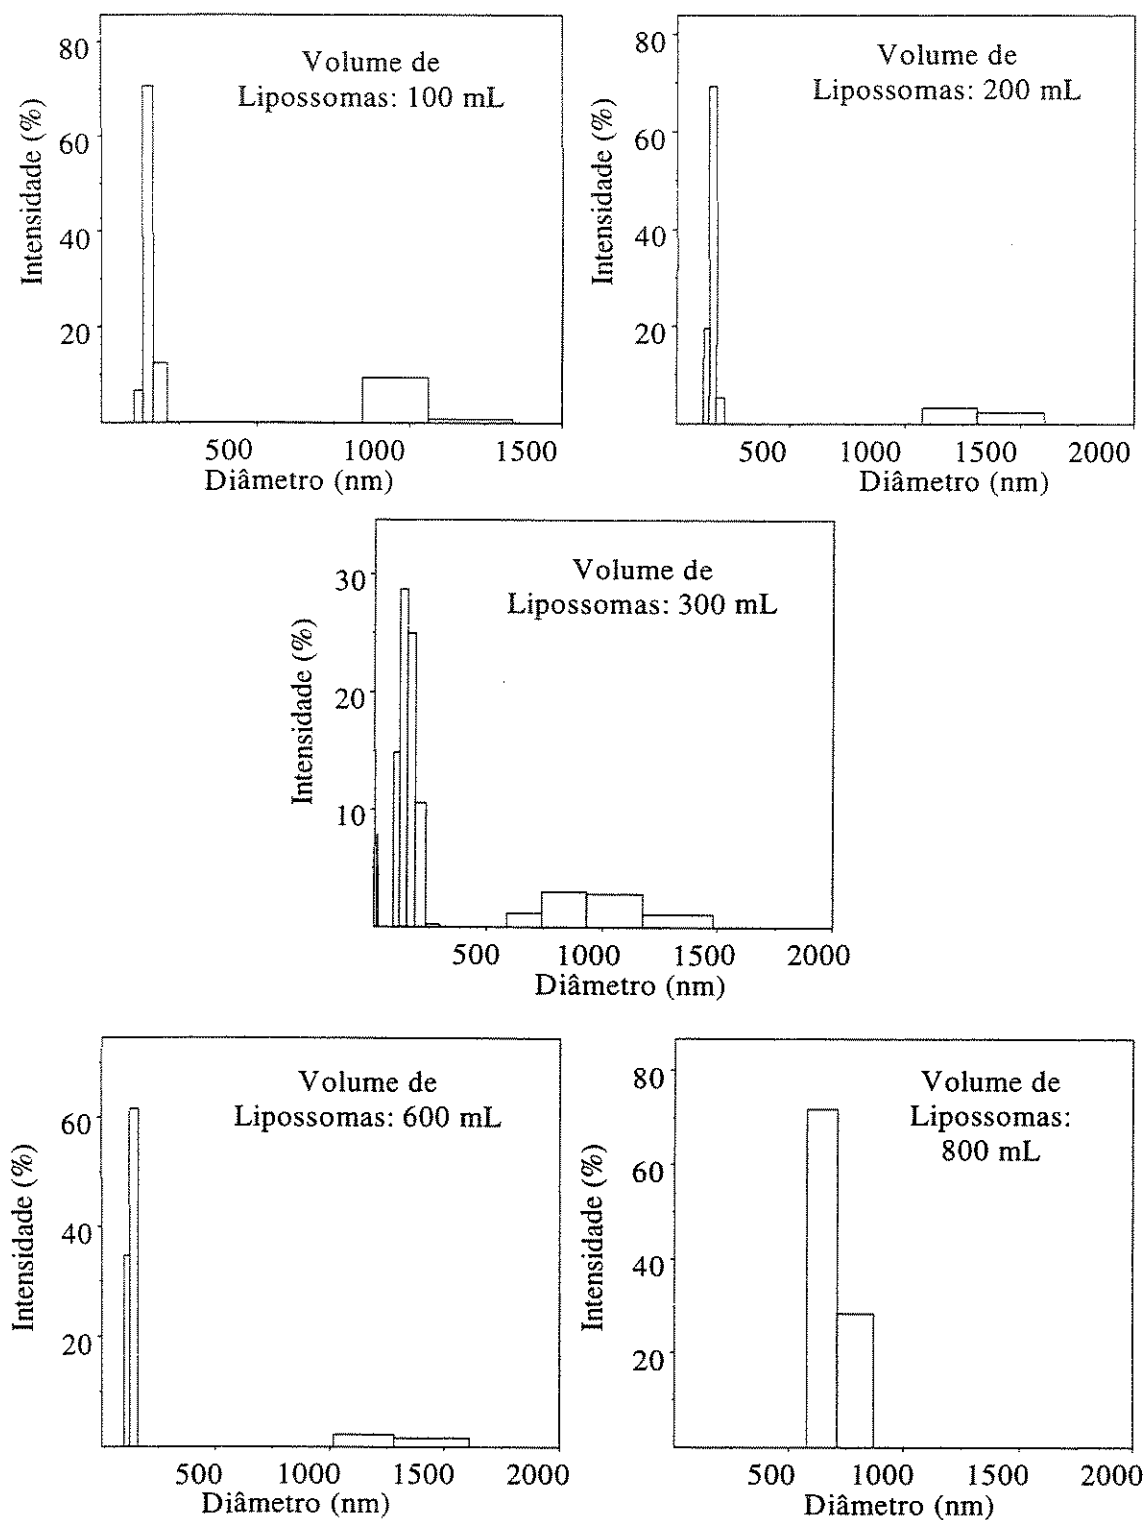 Volume de
Lipossomas: 100 mL
Intensidade (%)
80
60
40
20
500 1000 1500
Diâmetro (nm)
Volume de
Lipossomas: 200 mL
Intensidade (%)
80
60
40
20
500 1000 1500 2000
Diâmetro (nm)
Volume de
Lipossomas: 300 mL
Intensidade (%)
30
20
10
500 1000 1500 2000
Diâmetro (nm)
Volume de
Lipossomas: 600 mL
Intensidade (%)
60
40
20
500 1000 1500 2000
Diâmetro (nm)
Volume de
Lipossomas:
800 mL
Intensidade (%)
80
60
40
20
500 1000 1500 2000
Diâmetro (nm)